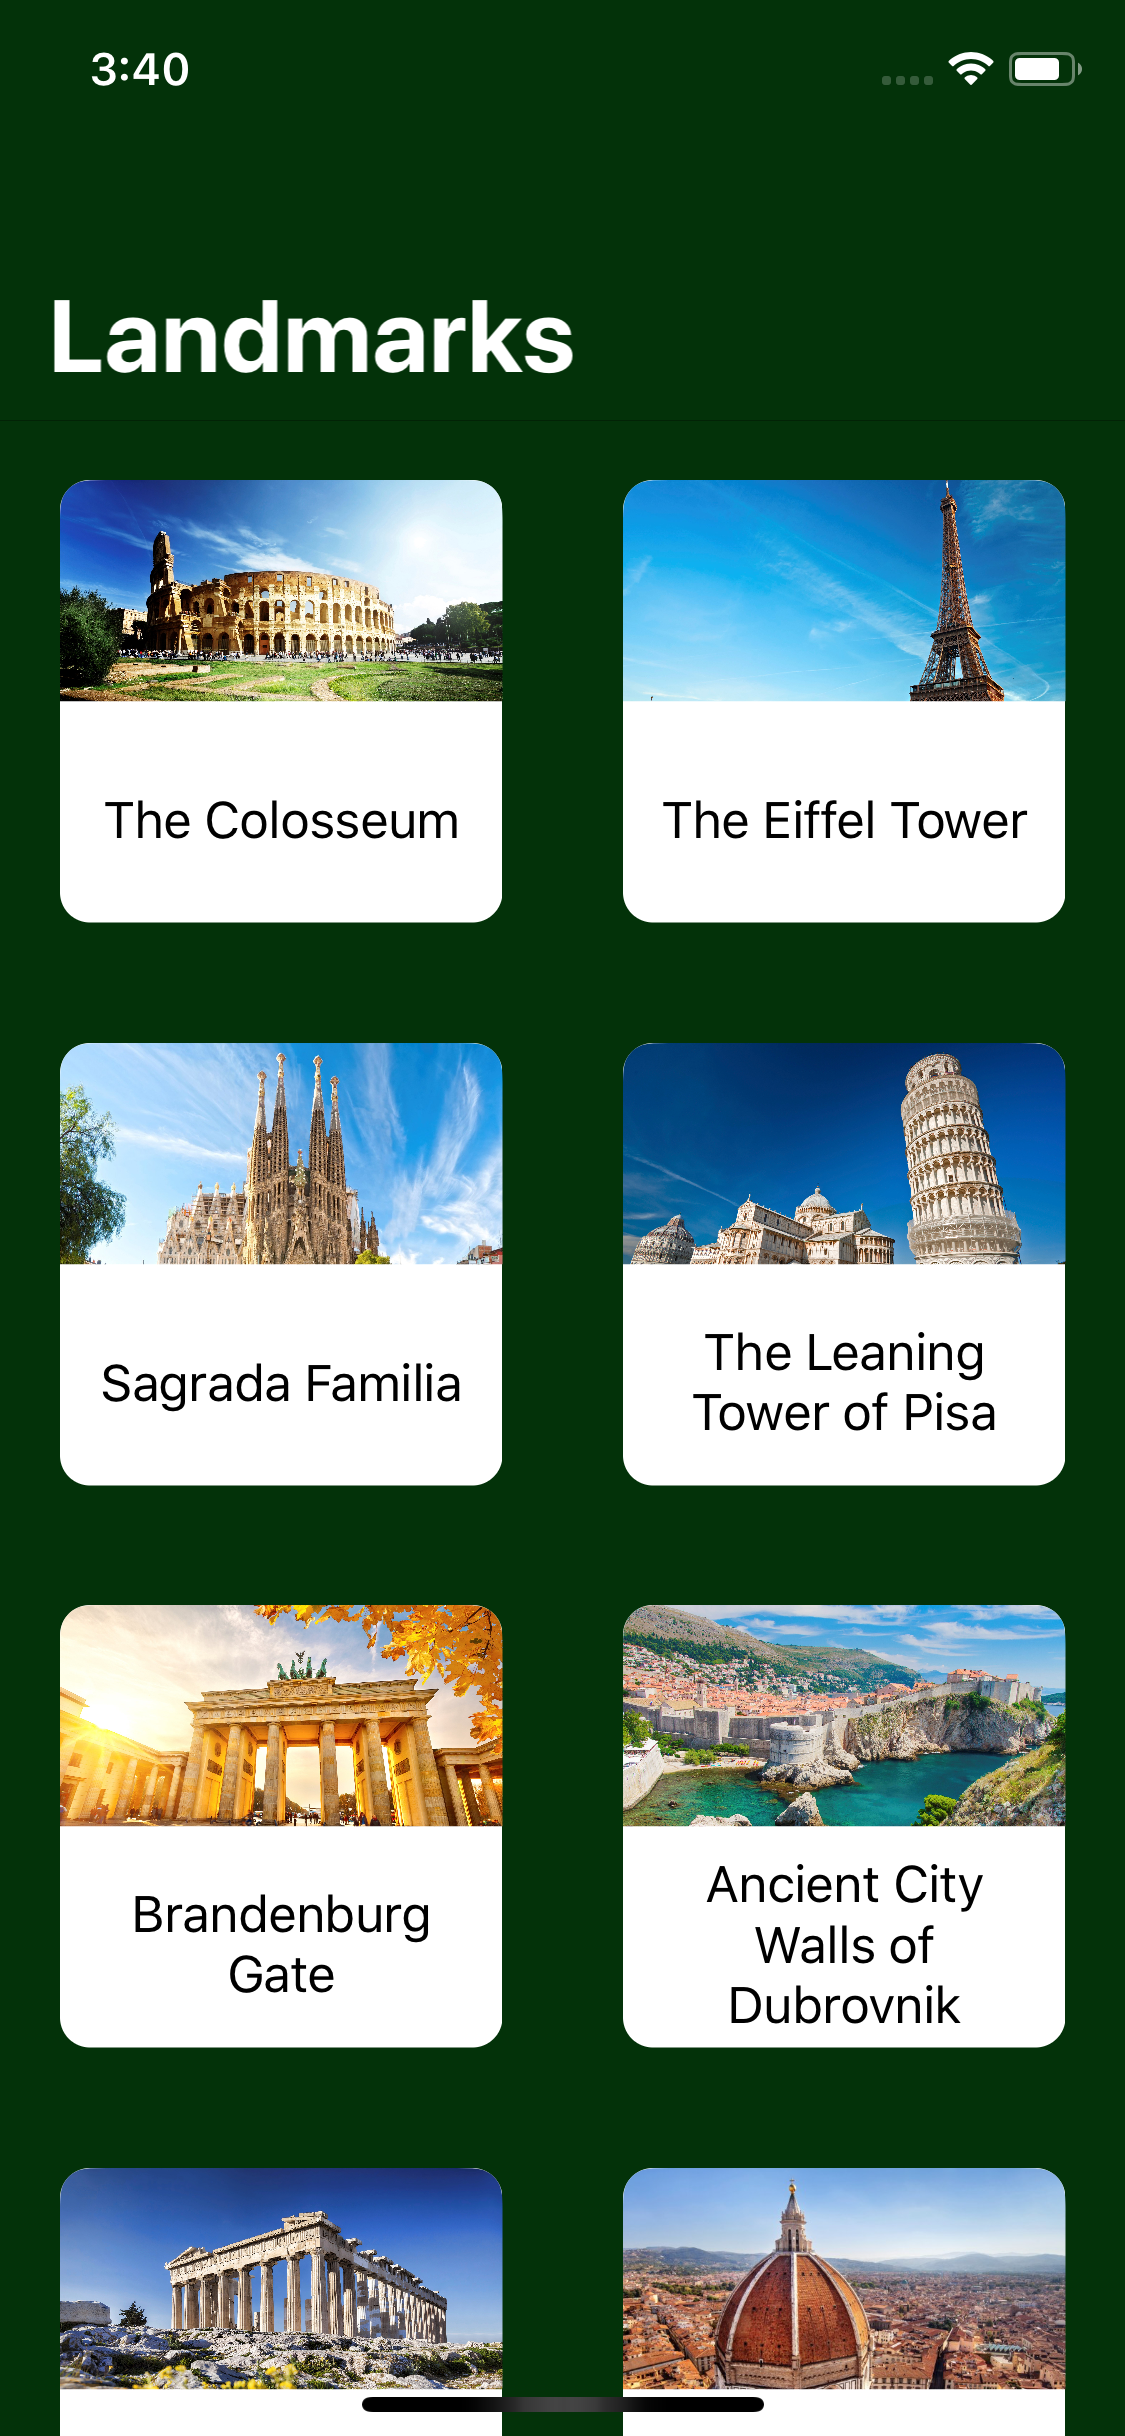 3:40
Landmarks
The Colosseum
The Eiffel Tower
Sagrada Familia
The Leaning
Tower of Pisa
Brandenburg
Gate
Ancient City
Walls of
Dubrovnik